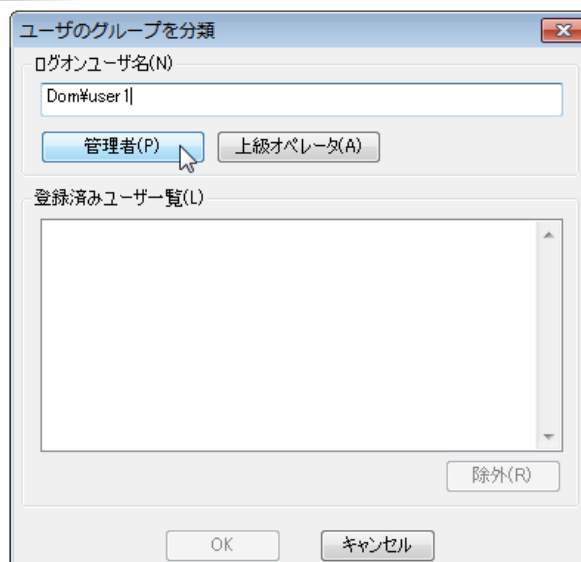 ユーザのグループを分類
ログオンユーザ名(N)
Dom¥user1
管理者(P) 上級オペレータ(A)
登録済みユーザ一覧(L)
除外(R)
OK キャンセル